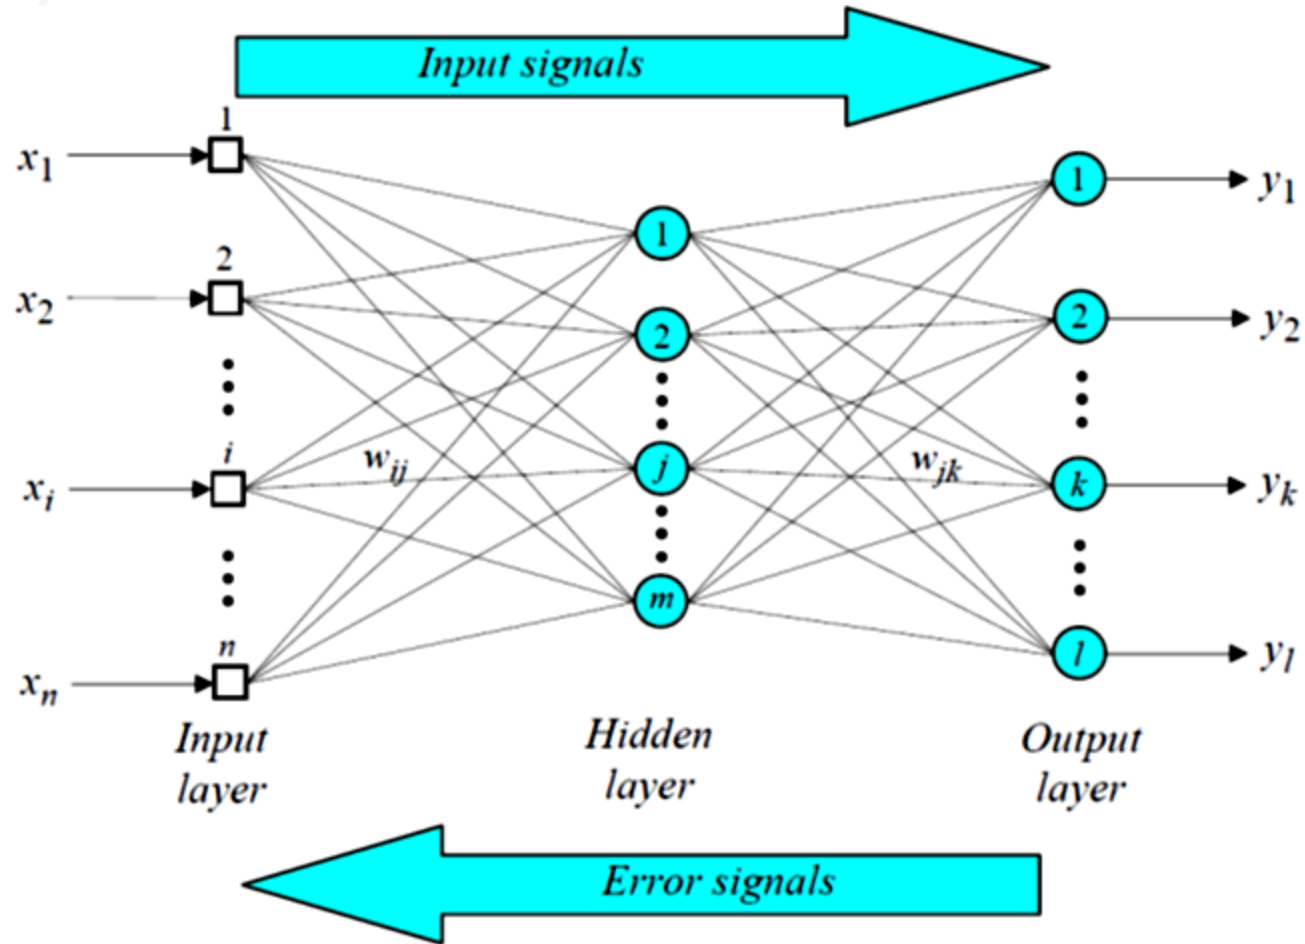 Input signals
1
x1
1
y1
1
2
x2
2
2
y2
i
wij
j
wjk
xi
k
yk
m
n
l
yl
xn
Input
layer
Hidden
layer
Output
layer
Error signals